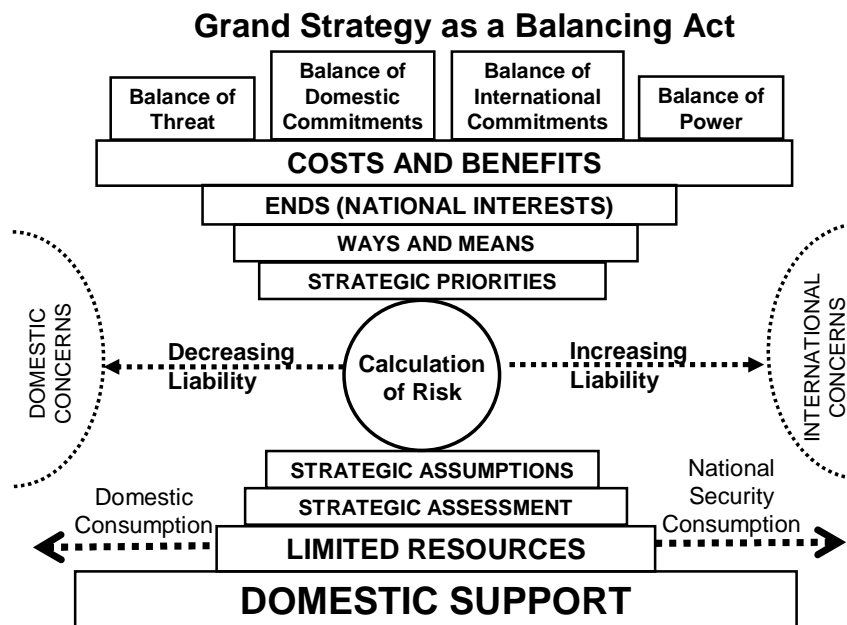 Grand Strategy as a Balancing Act
Balance of
Threat
Balance of
Domestic
Commitments
Balance of
International
Commitments
Balance of
Power
COSTS AND BENEFITS
ENDS (NATIONAL INTERESTS)
WAYS AND MEANS
STRATEGIC PRIORITIES
DOMESTIC
CONCERNS
Decreasing
Liability
Calculation
of Risk
Increasing
Liability
INTERNATIONAL
CONCERNS
STRATEGIC ASSUMPTIONS
STRATEGIC ASSESSMENT
Domestic
Consumption
National
Security
Consumption
LIMITED RESOURCES
DOMESTIC SUPPORT